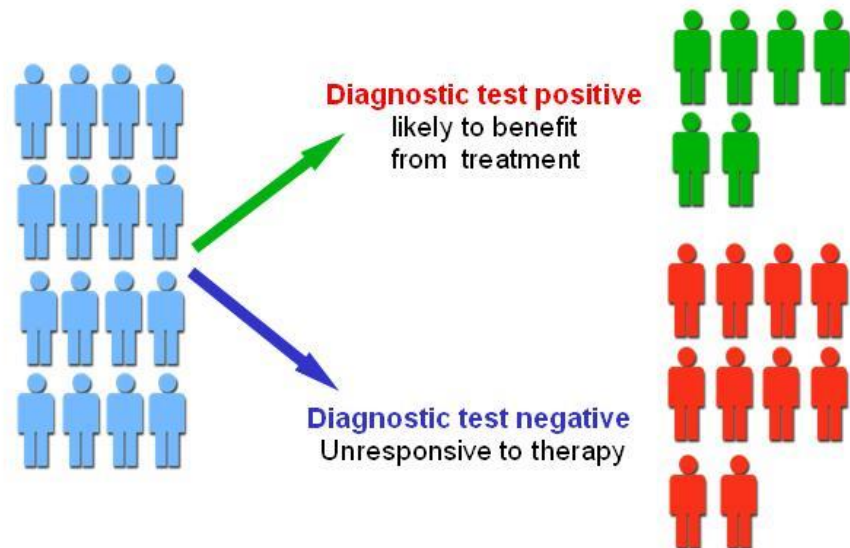 Diagnostic test positive
likely to benefit
from treatment
Diagnostic test negative
Unresponsive to therapy